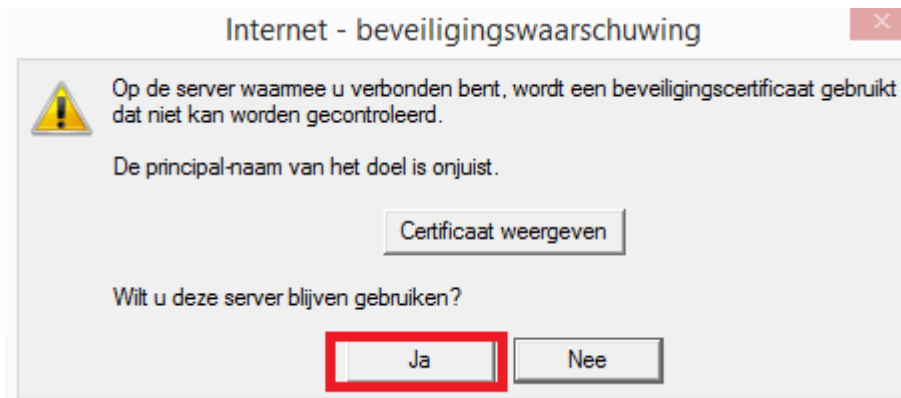 Internet - beveiligingswaarschuwing
Op de server waarmee u verbonden bent, wordt een beveiligingscertificaat gebruikt
dat niet kan worden gecontroleerd.
De principal-naam van het doel is onjuist.
Certificaat weergeven
Wilt u deze server blijven gebruiken?
Ja Nee